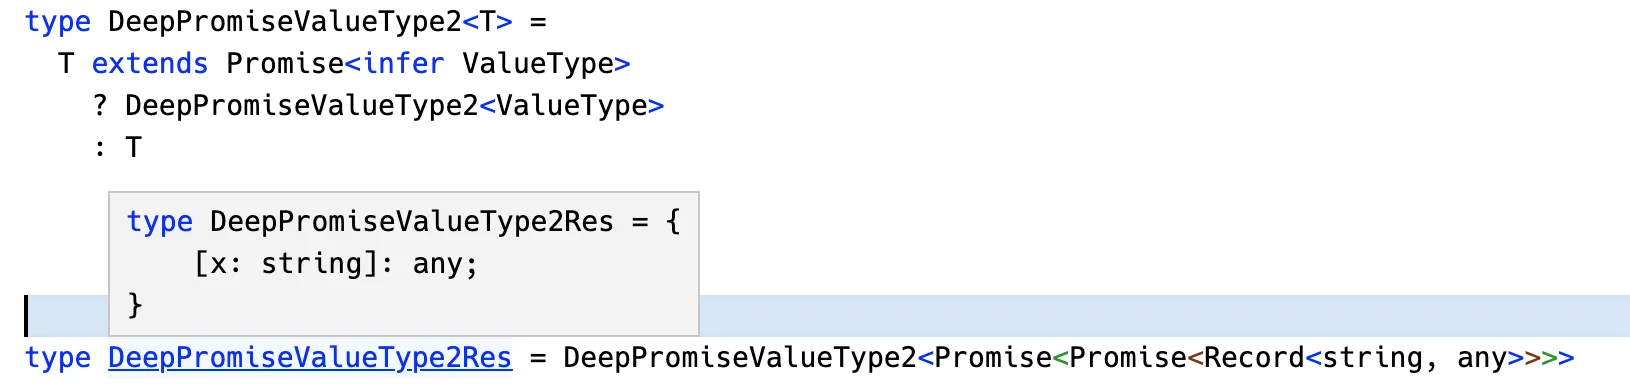 type DeepPromiseValueType2<T> =
T extends Promise<infer ValueType>
? DeepPromiseValueType2<ValueType>
: T
type DeepPromiseValueType2Res = {
[x: string]: any;
}
type DeepPromiseValueType2Res = DeepPromiseValueType2<Promise<Promise<Record<string, any>>>>